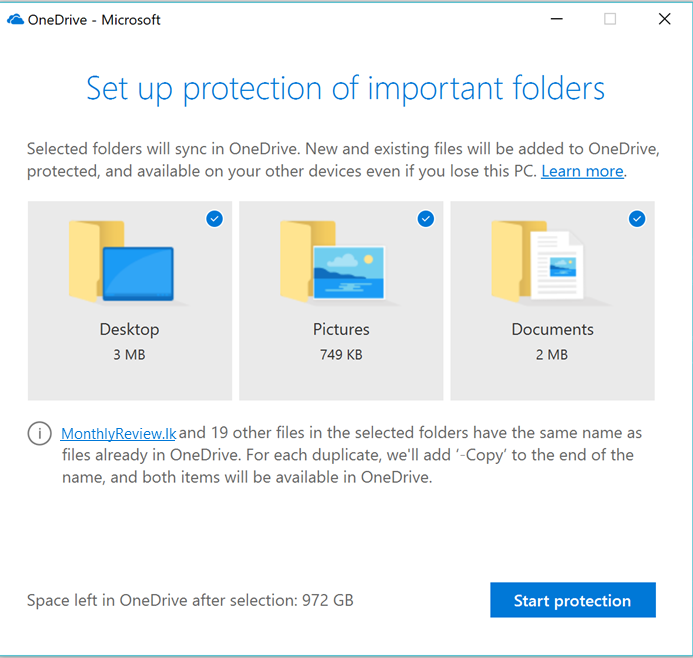 OneDrive - Microsoft
Set up protection of important folders
Selected folders will sync in OneDrive. New and existing files will be added to OneDrive,
protected, and available on your other devices even if you lose this PC. Learn more.
Desktop
3 MB
Pictures
749 KB
Documents
2 MB
MonthlyReview.lk and 19 other files in the selected folders have the same name as
files already in OneDrive. For each duplicate, we'll add ‘-Copy’ to the end of the
name, and both items will be available in OneDrive.
Space left in OneDrive after selection: 972 GB
Start protection